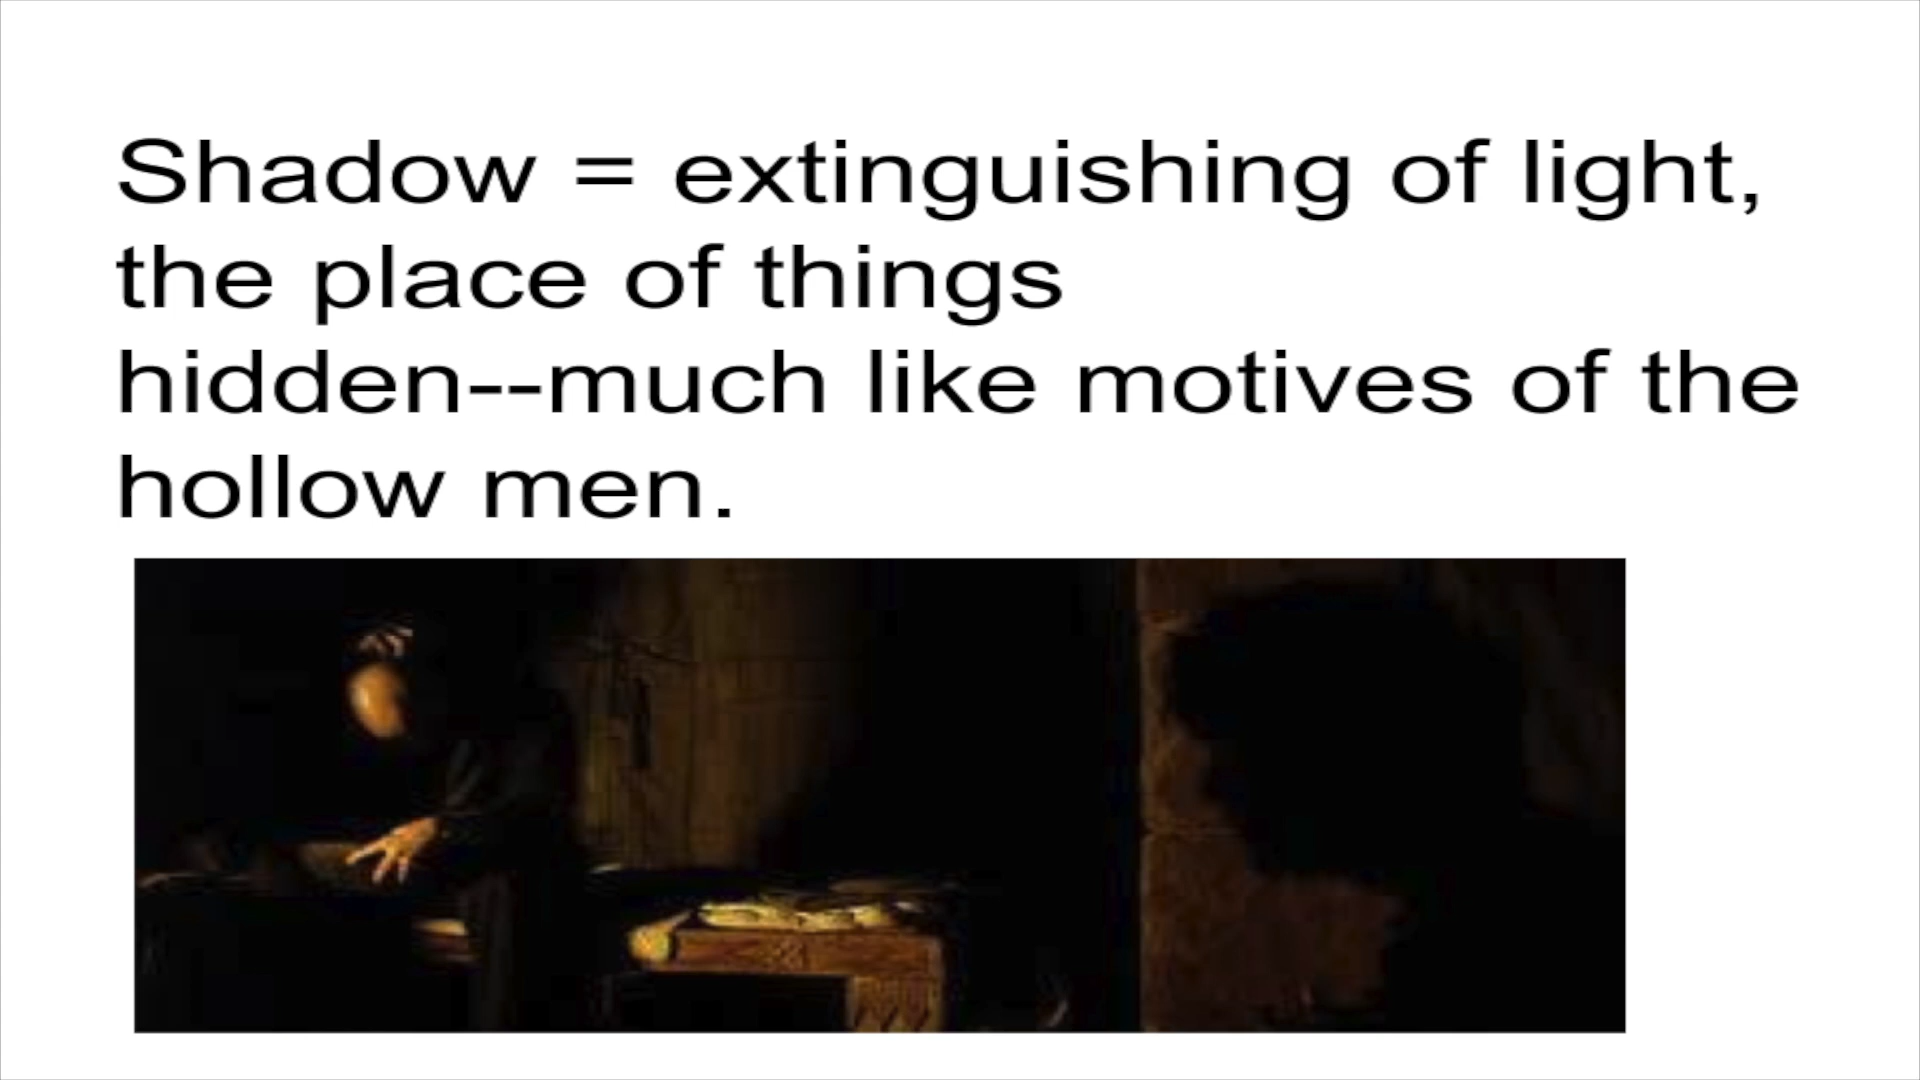 Shadow = extinguishing of light,
the place of things
hidden--much like motives of the
hollow men.